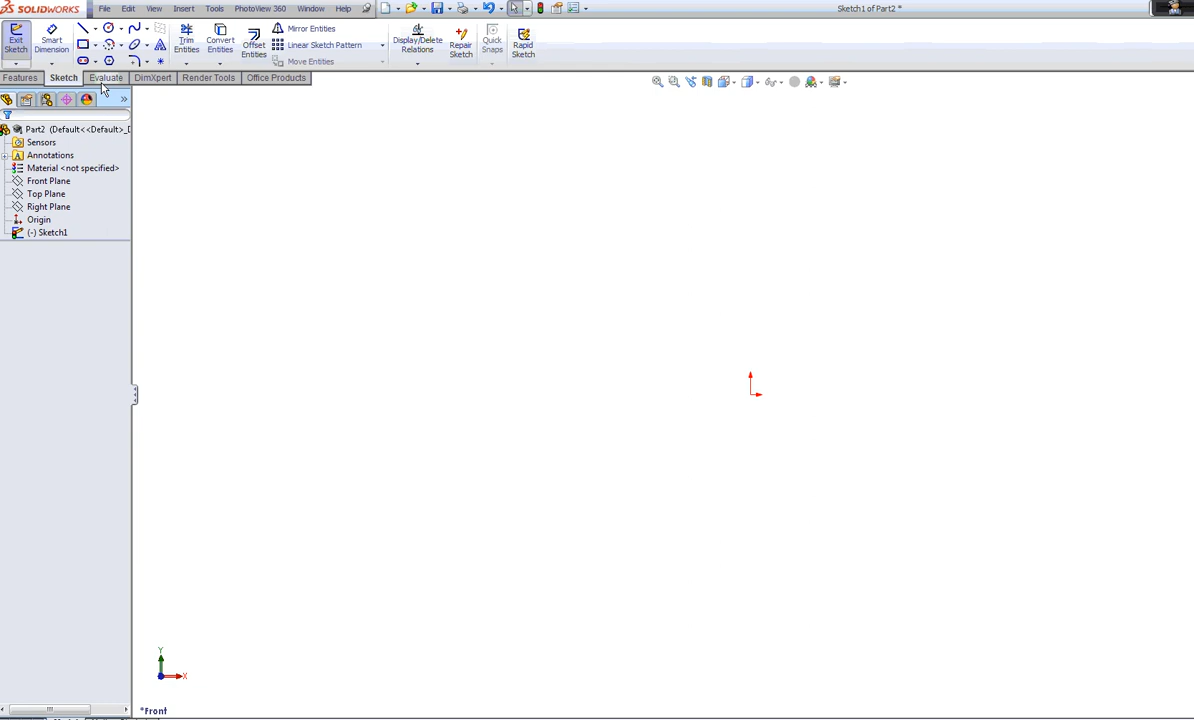 SOLIDWORKS File Edit View Insert Tools PhotoView 360 Window Help Sketch1 of Part2 *
Exit Sketch
Smart Dimension
Trim Entities
Convert Entities
Offset Entities
Mirror Entities
Linear Sketch Pattern
Move Entities
Display/Delete Relations
Repair Sketch
Quick Snaps
Rapid Sketch
Features Sketch Evaluate DimXpert Render Tools Office Products
Part2 (Default<<Default>_D
Sensors
Annotations
Material <not specified>
Front Plane
Top Plane
Right Plane
Origin
(-) Sketch1
Y
X
*Front